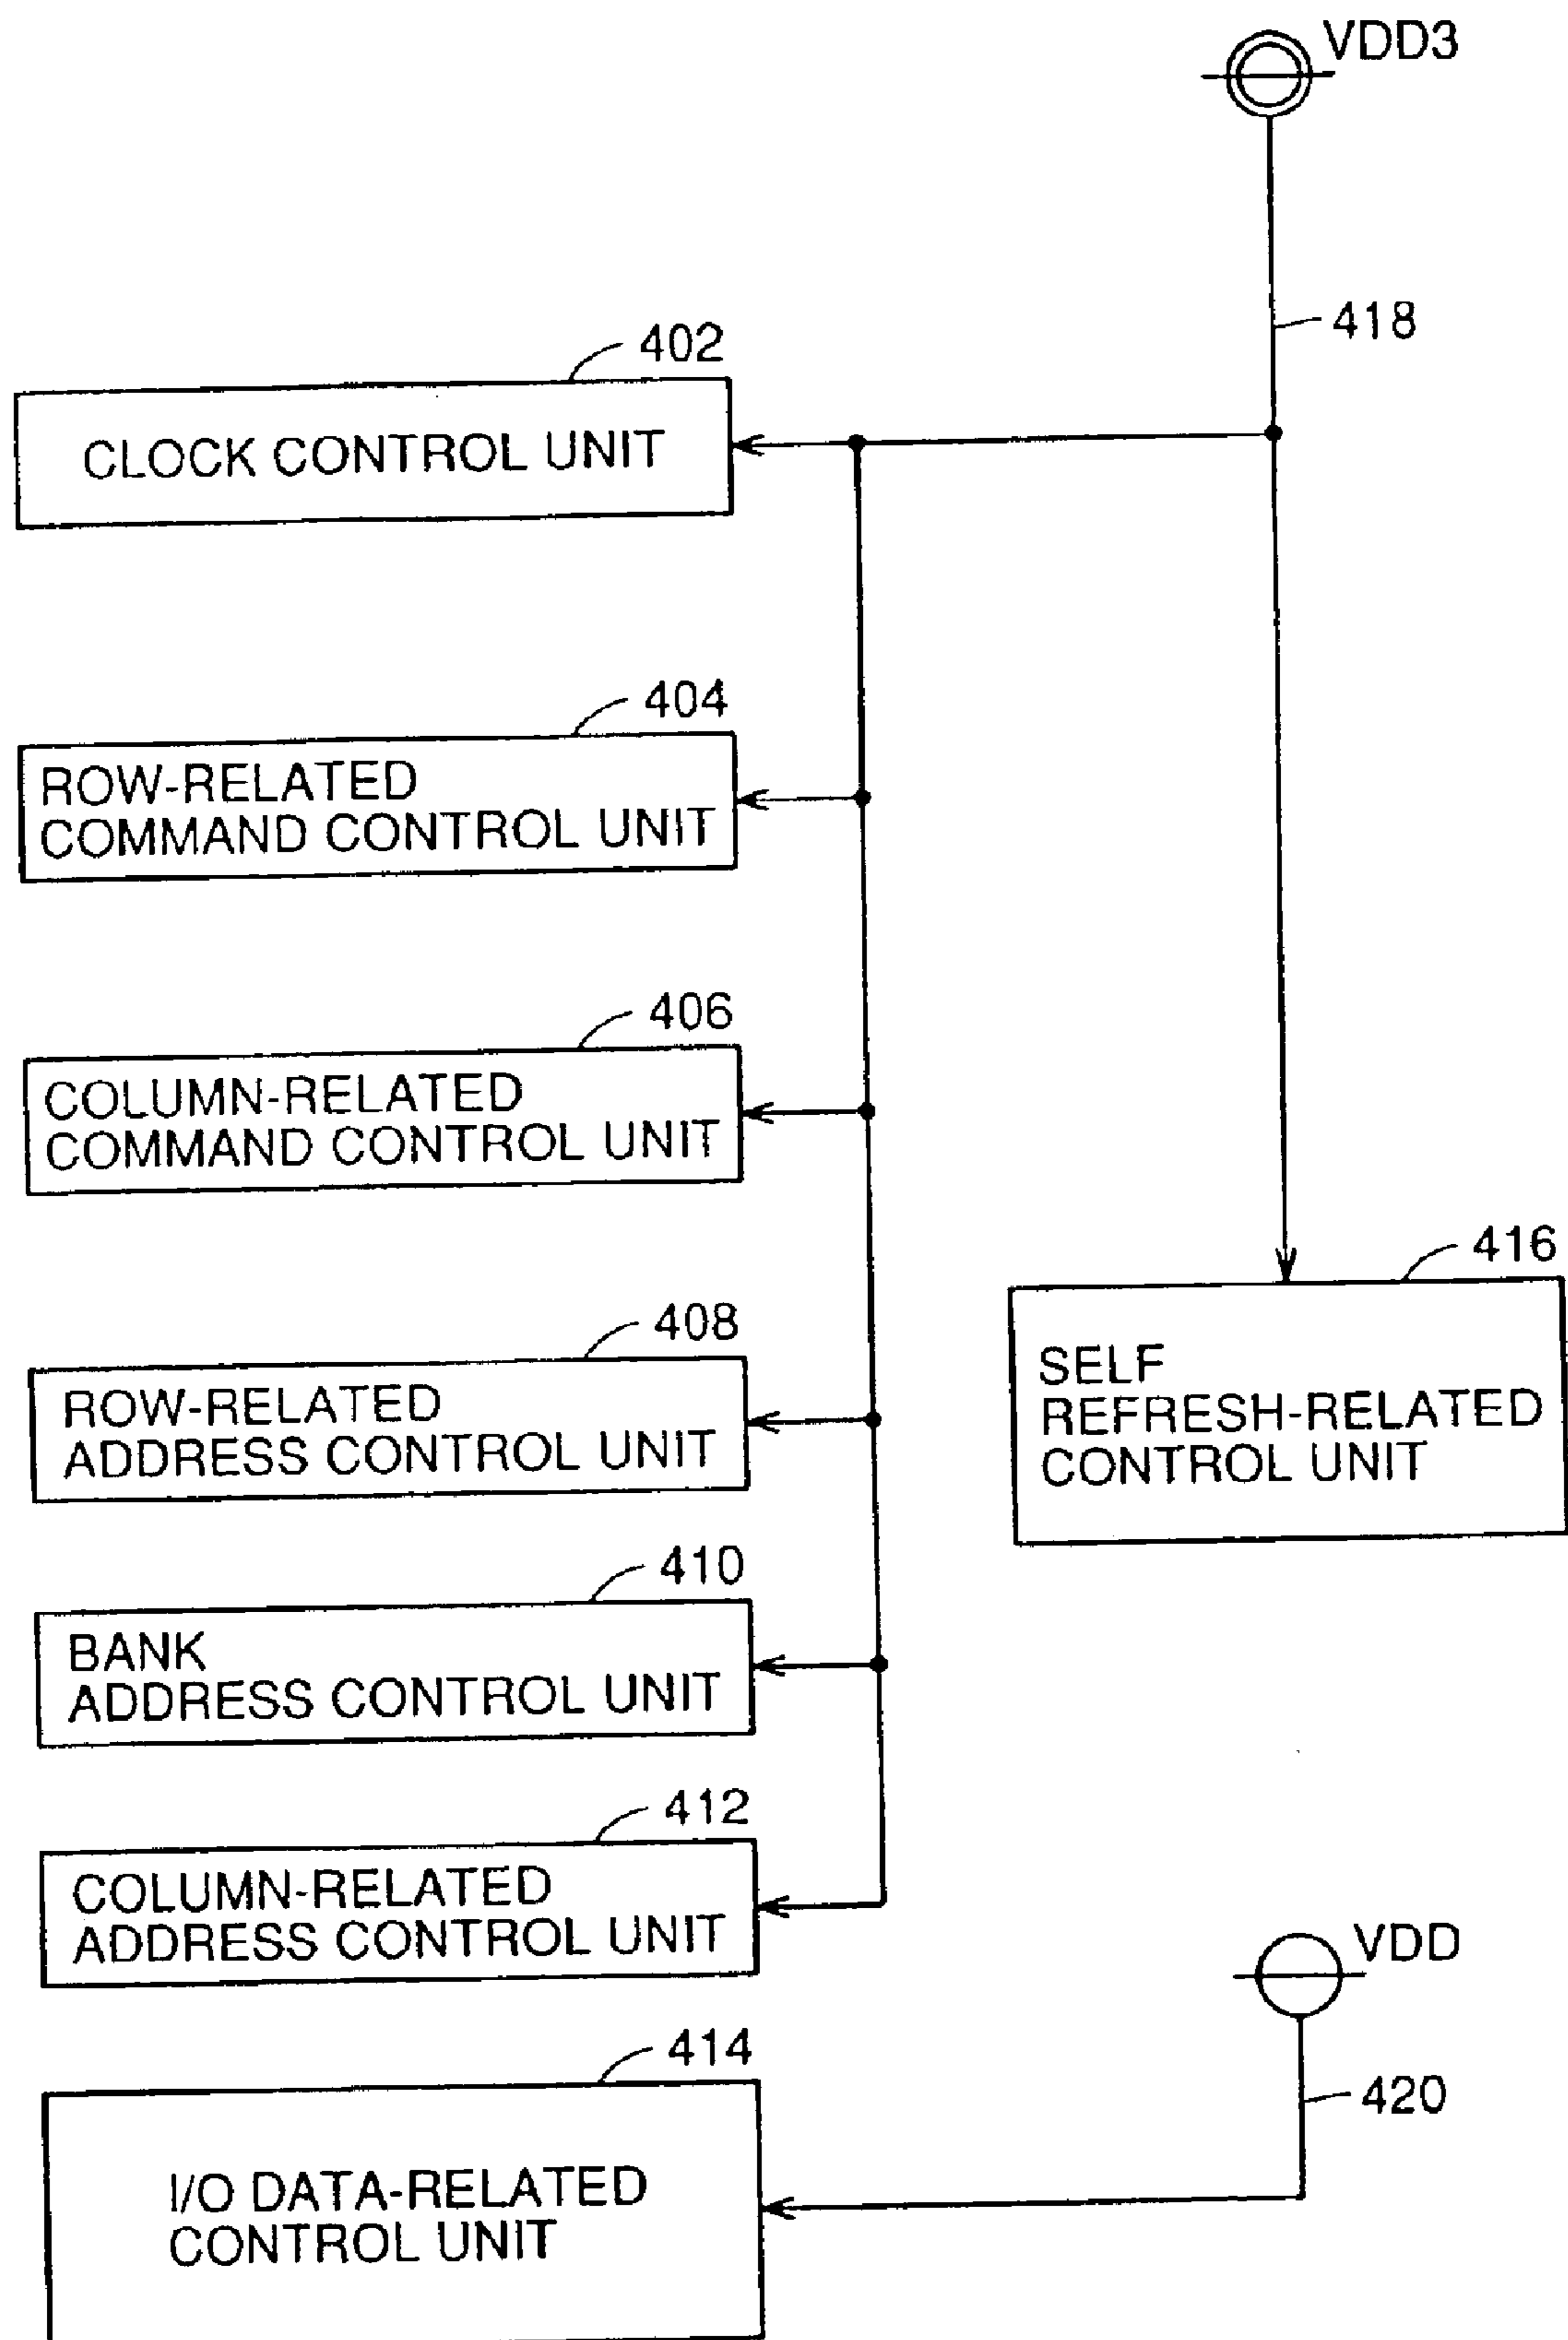 VDD3
418
402
CLOCK CONTROL UNIT
404
ROW-RELATED
COMMAND CONTROL UNIT
406
COLUMN-RELATED
COMMAND CONTROL UNIT
416
SELF
REFRESH-RELATED
CONTROL UNIT
408
ROW-RELATED
ADDRESS CONTROL UNIT
410
BANK
ADDRESS CONTROL UNIT
412
COLUMN-RELATED
ADDRESS CONTROL UNIT
VDD
420
414
I/O DATA-RELATED
CONTROL UNIT